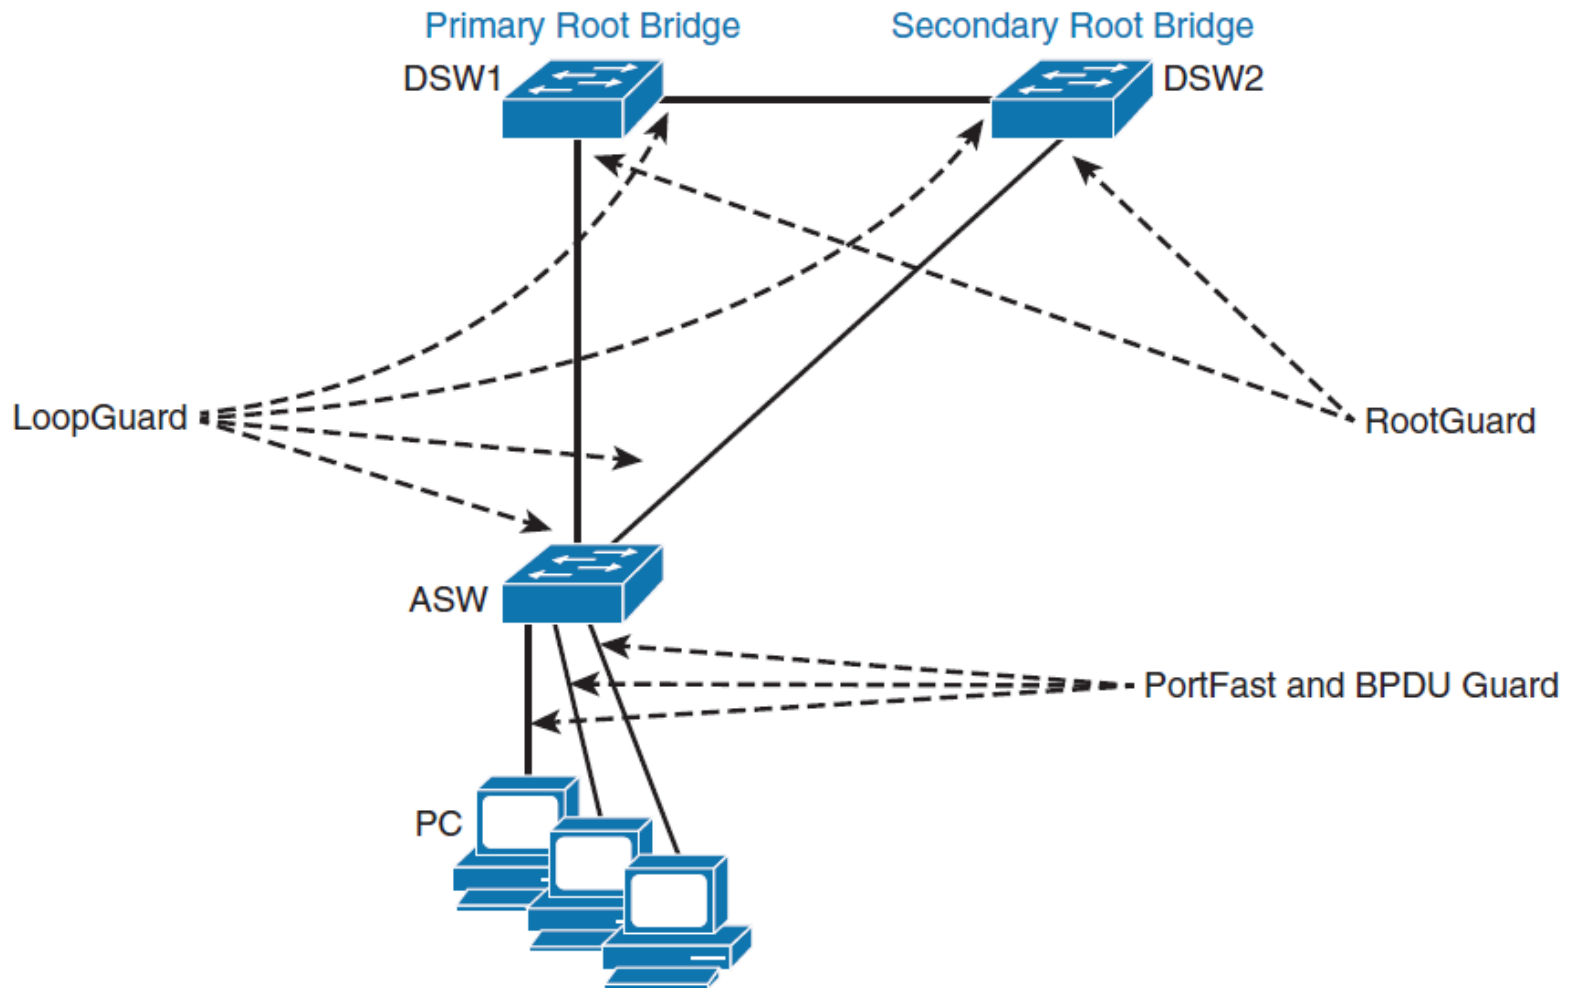 Primary Root Bridge
Secondary Root Bridge
DSW1
DSW2
LoopGuard
RootGuard
ASW
PortFast and BPDU Guard
PC